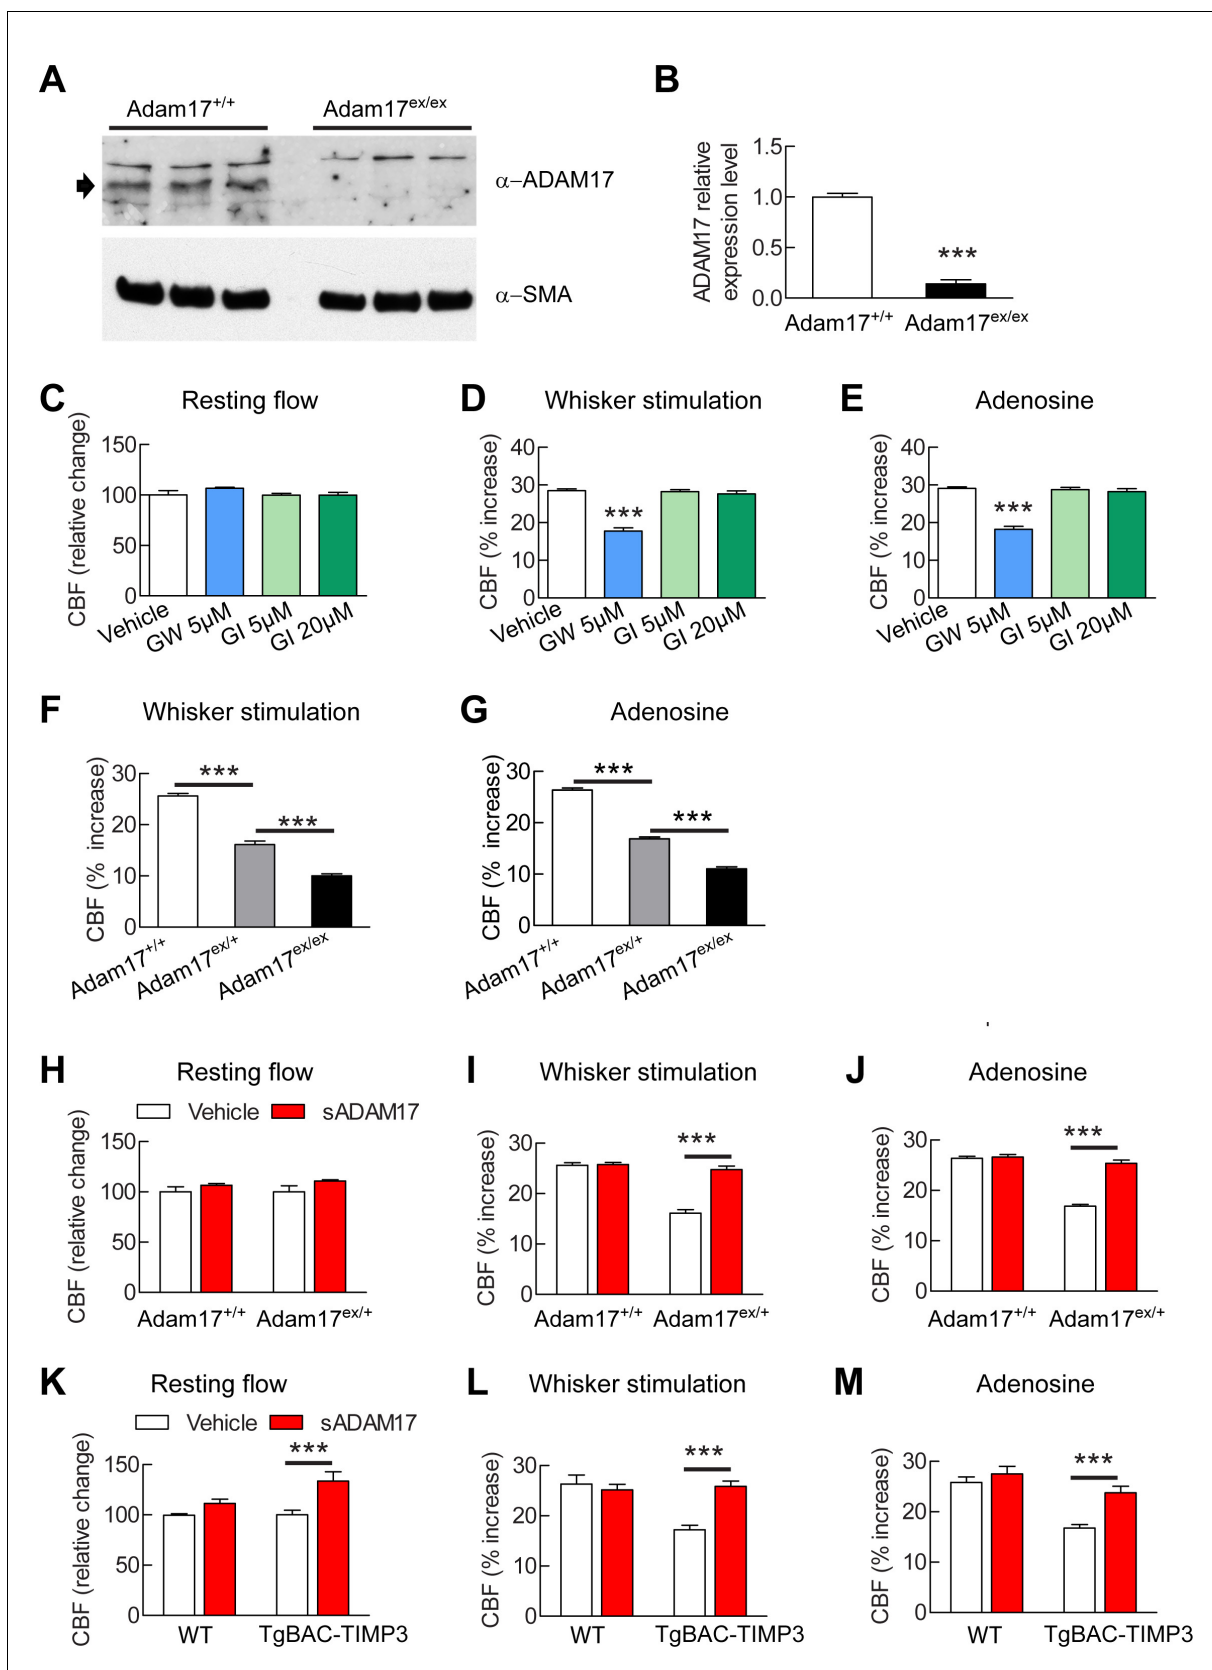 A
Adam17+/+
Adam17ex/ex
α–ADAM17
α–SMA
B
ADAM17 relative
expression level
1.5
1.0
0.5
0.0
***
Adam17+/+
Adam17ex/ex
C
Resting flow
CBF (relative change)
150
100
50
0
Vehicle
GW 5µM
GI 5µM
GI 20µM
D
Whisker stimulation
CBF (% increase)
40
30
20
10
0
***
Vehicle
GW 5µM
GI 5µM
GI 20µM
E
Adenosine
CBF (% increase)
40
30
20
10
0
***
Vehicle
GW 5µM
GI 5µM
GI 20µM
F
Whisker stimulation
CBF (% increase)
30
20
10
0
***
***
Adam17+/+
Adam17ex/+
Adam17ex/ex
G
Adenosine
CBF (% increase)
30
20
10
0
***
***
Adam17+/+
Adam17ex/+
Adam17ex/ex
H
Resting flow
Vehicle
sADAM17
CBF (relative change)
150
100
50
0
Adam17+/+
Adam17ex/+
I
Whisker stimulation
CBF (% increase)
30
20
10
0
***
Adam17+/+
Adam17ex/+
J
Adenosine
CBF (% increase)
30
20
10
0
***
Adam17+/+
Adam17ex/+
K
Resting flow
Vehicle
sADAM17
CBF (relative change)
150
100
50
0
***
WT
TgBAC-TIMP3
L
Whisker stimulation
CBF (% increase)
30
20
10
0
***
WT
TgBAC-TIMP3
M
Adenosine
CBF (% increase)
30
20
10
0
***
WT
TgBAC-TIMP3